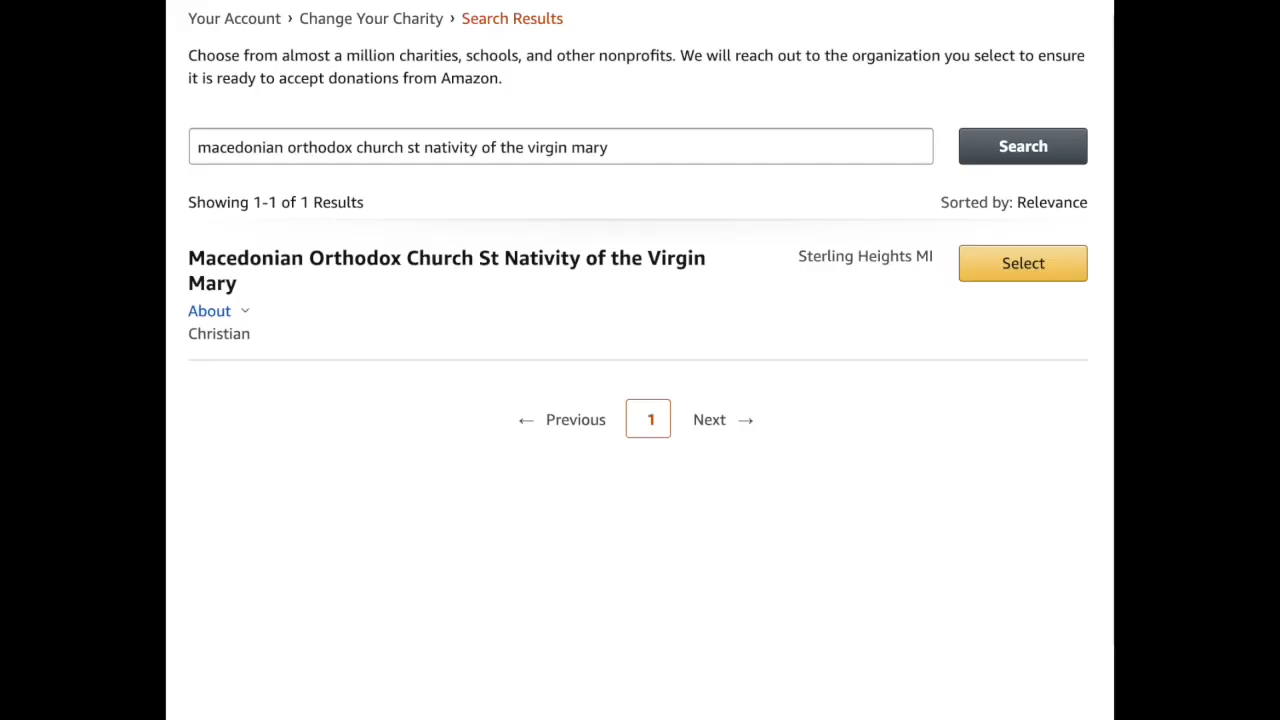 Your Account › Change Your Charity › Search Results
Choose from almost a million charities, schools, and other nonprofits. We will reach out to the organization you select to ensure
it is ready to accept donations from Amazon.
macedonian orthodox church st nativity of the virgin mary
Search
Showing 1-1 of 1 Results
Sorted by: Relevance
Macedonian Orthodox Church St Nativity of the Virgin
Mary
Sterling Heights MI
Select
About
Christian
← Previous 1 Next →